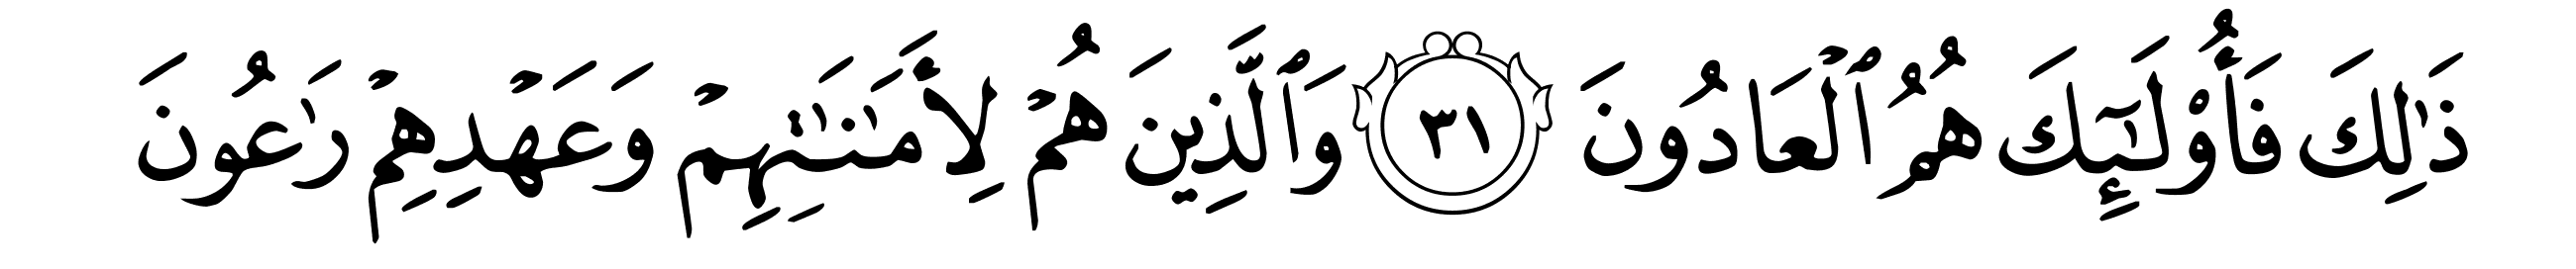 ذَٰلِكَ فَأُو۟لَـٰٓئِكَ هُمُ ٱلْعَادُونَ ٣١ وَٱلَّذِينَ هُمْ لِأَمَـٰنَـٰتِهِمْ وَعَهْدِهِمْ رَٰعُونَ